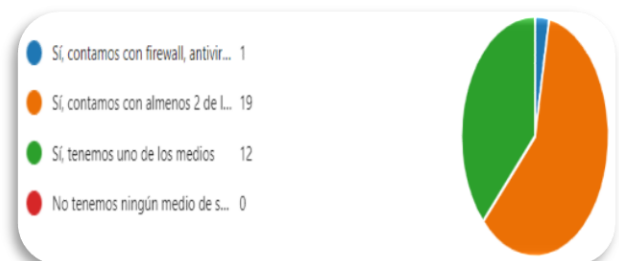 Sí, contamos con firewall, antivir... 1
Sí, contamos con almenos 2 de l... 19
Sí, tenemos uno de los medios 12
No tenemos ningún medio de s... 0